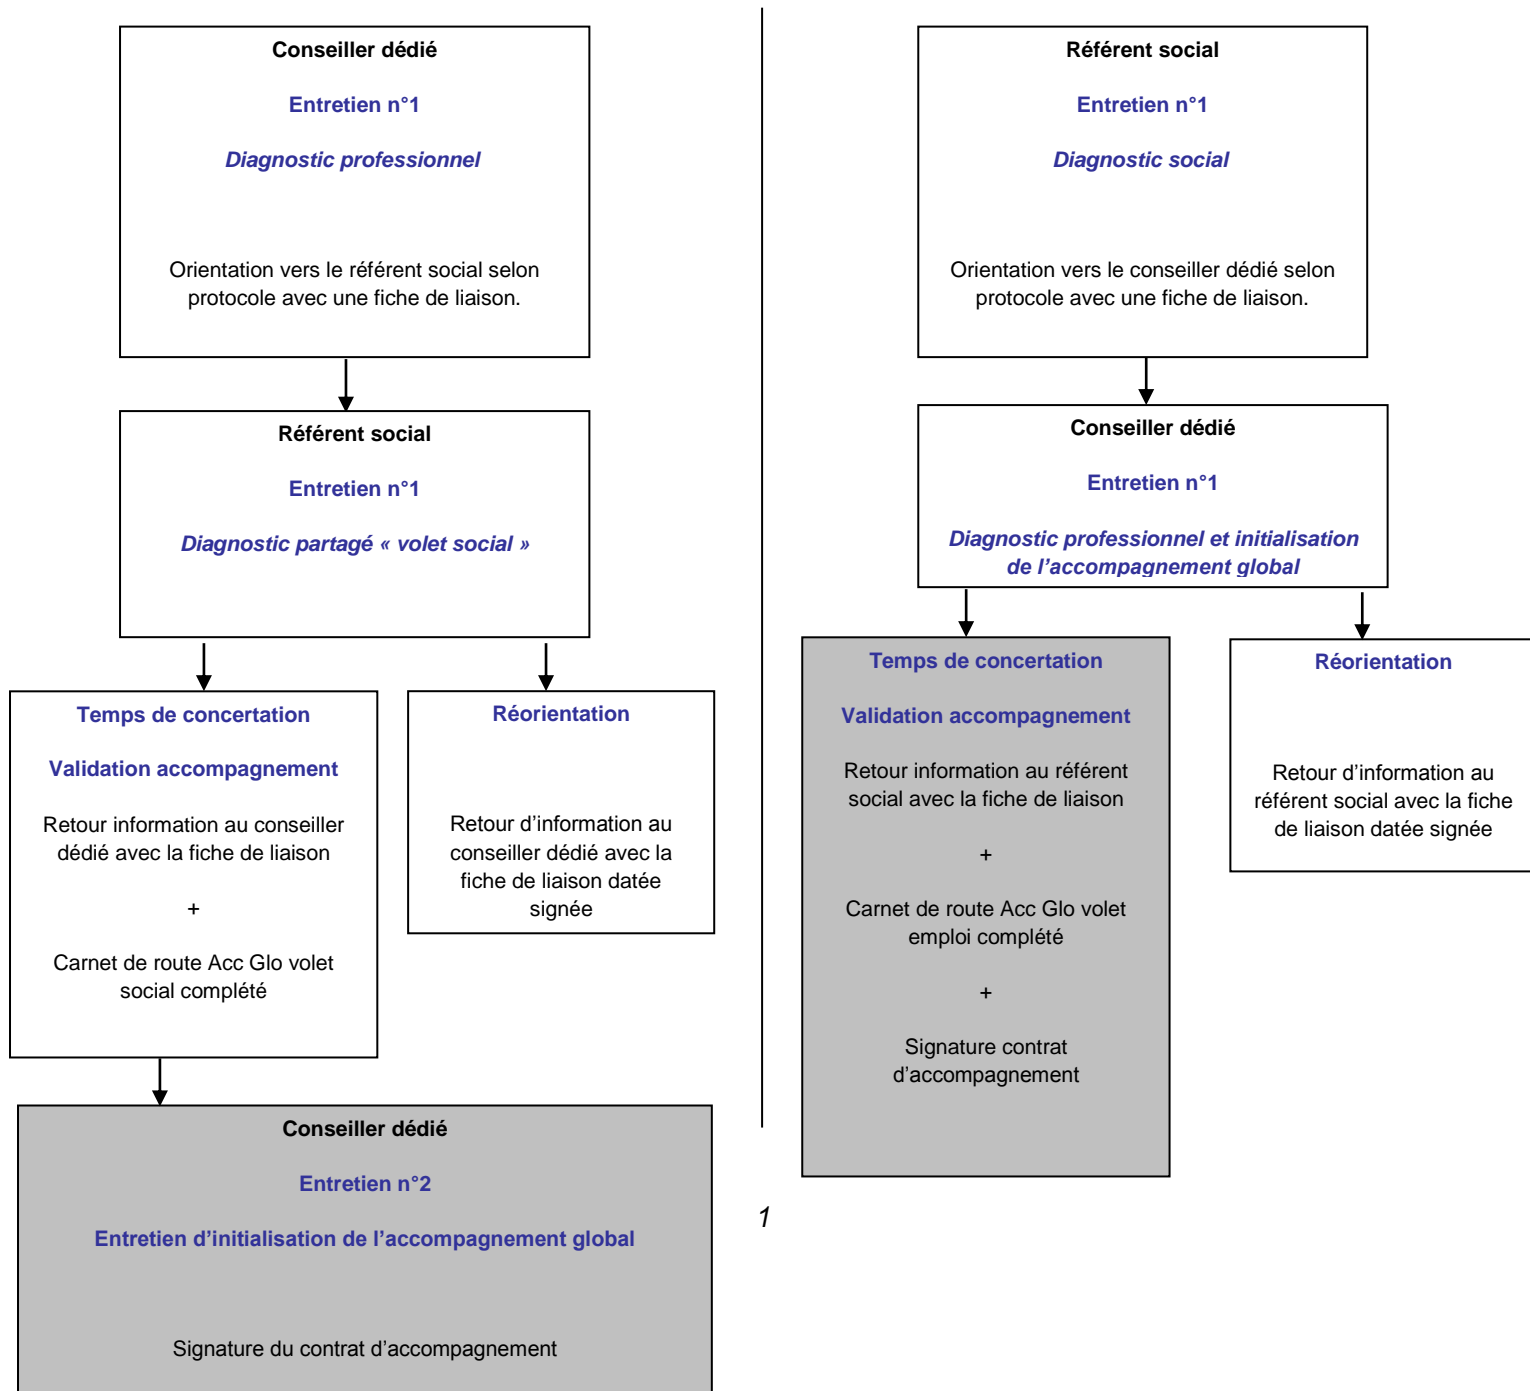 Conseiller dédié
Entretien n°1
Diagnostic professionnel
Orientation vers le référent social selon
protocole avec une fiche de liaison.
Référent social
Entretien n°1
Diagnostic partagé « volet social »
Temps de concertation
Validation accompagnement
Retour information au conseiller
dédié avec la fiche de liaison
+
Carnet de route Acc Glo volet
social complété
Réorientation
Retour d’information au
conseiller dédié avec la
fiche de liaison datée
signée
Conseiller dédié
Entretien n°2
Entretien d’initialisation de l’accompagnement global
Signature du contrat d’accompagnement
Référent social
Entretien n°1
Diagnostic social
Orientation vers le conseiller dédié selon
protocole avec une fiche de liaison.
Conseiller dédié
Entretien n°1
Diagnostic professionnel et initialisation
de l’accompagnement global
Temps de concertation
Validation accompagnement
Retour information au référent
social avec la fiche de liaison
+
Carnet de route Acc Glo volet
emploi complété
+
Signature contrat
d’accompagnement
Réorientation
Retour d’information au
référent social avec la fiche
de liaison datée signée
1